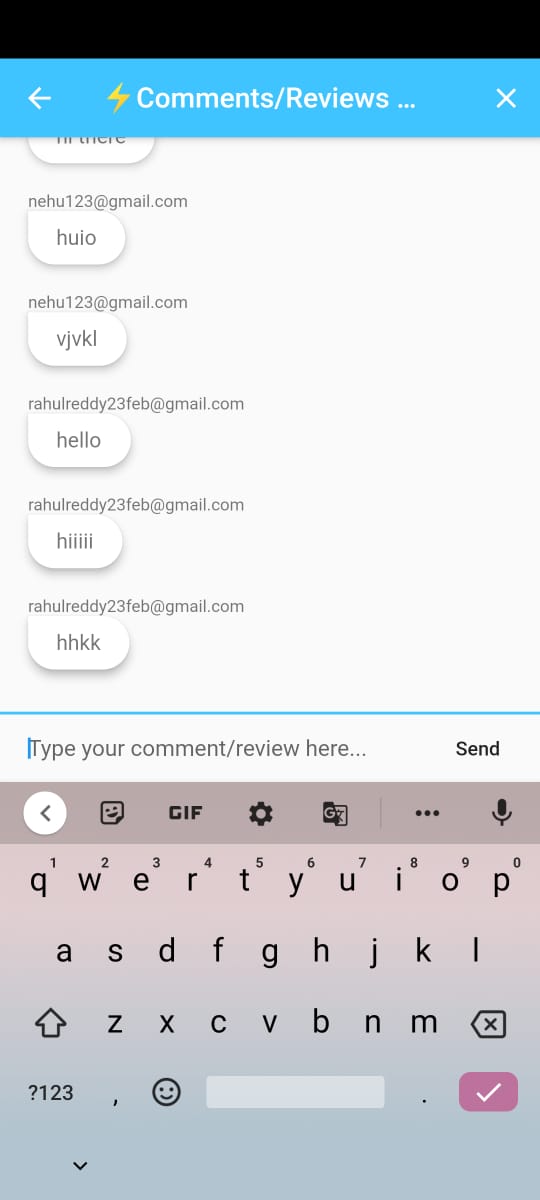 ⚡Comments/Reviews ...
hi there
nehu123@gmail.com
huio
nehu123@gmail.com
vjvkl
rahulreddy23feb@gmail.com
hello
rahulreddy23feb@gmail.com
hiiiii
rahulreddy23feb@gmail.com
hhkk
Type your comment/review here... Send
GIF
1 2 3 4 5 6 7 8 9 0
q w e r t y u i o p
a s d f g h j k l
z x c v b n m
?123 , .